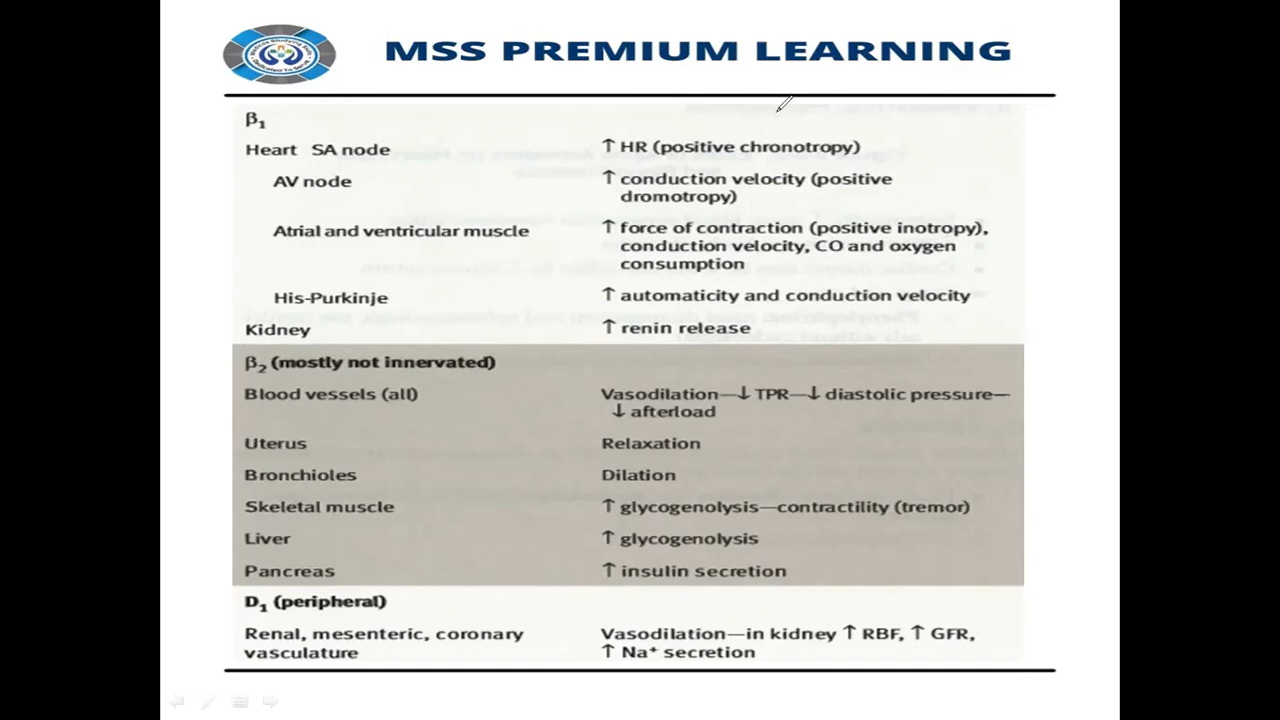 MSS PREMIUM LEARNING
β₁
Heart SA node ↑ HR (positive chronotropy)
AV node ↑ conduction velocity (positive
dromotropy)
Atrial and ventricular muscle ↑ force of contraction (positive inotropy),
conduction velocity, CO and oxygen
consumption
His-Purkinje ↑ automaticity and conduction velocity
Kidney ↑ renin release
β₂ (mostly not innervated)
Blood vessels (all) Vasodilation—↓ TPR—↓ diastolic pressure—
↓ afterload
Uterus Relaxation
Bronchioles Dilation
Skeletal muscle ↑ glycogenolysis—contractility (tremor)
Liver ↑ glycogenolysis
Pancreas ↑ insulin secretion
D₁ (peripheral)
Renal, mesenteric, coronary Vasodilation—in kidney ↑ RBF, ↑ GFR,
vasculature ↑ Na⁺ secretion